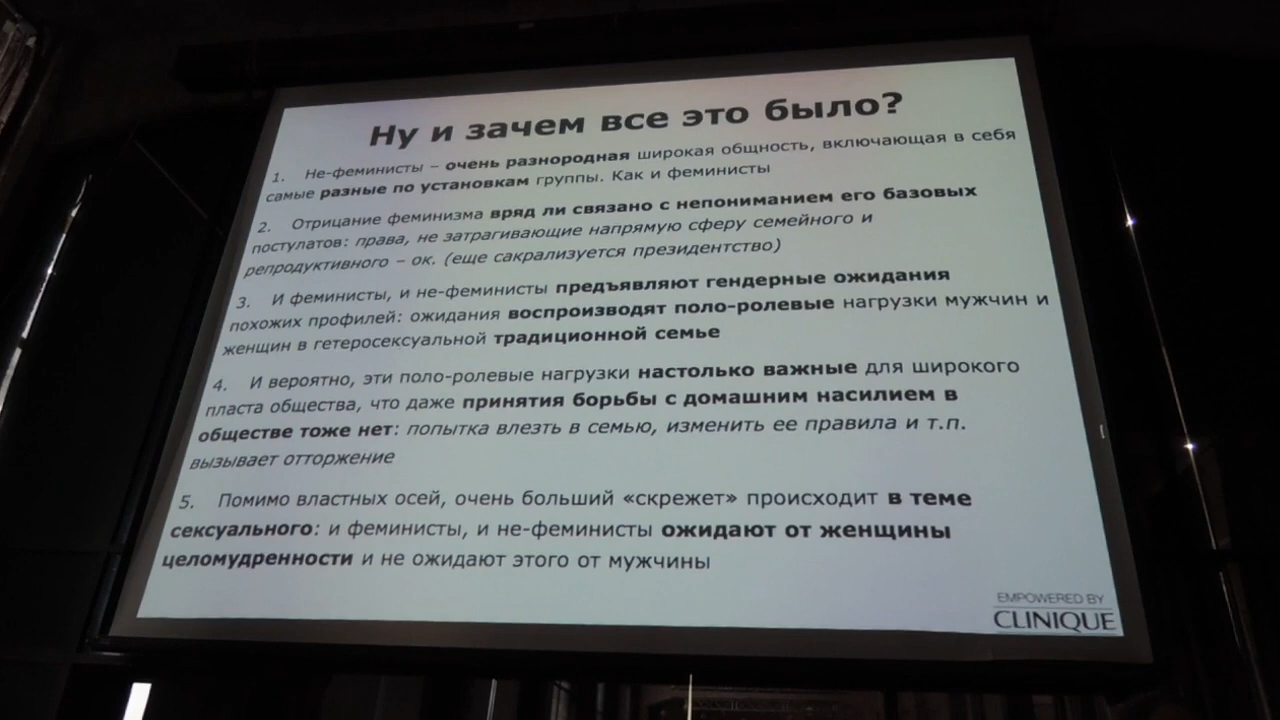 Ну и зачем все это было?
1. Не-феминисты – очень разнородная широкая общность, включающая в себя
самые разные по установкам группы. Как и феминисты
2. Отрицание феминизма вряд ли связано с непониманием его базовых
постулатов: права, не затрагивающие напрямую сферу семейного и
репродуктивного – ок. (еще сакрализуется президентство)
3. И феминисты, и не-феминисты предъявляют гендерные ожидания
похожих профилей: ожидания воспроизводят поло-ролевые нагрузки мужчин и
женщин в гетеросексуальной традиционной семье
4. И вероятно, эти поло-ролевые нагрузки настолько важные для широкого
пласта общества, что даже принятия борьбы с домашним насилием в
обществе тоже нет: попытка влезть в семью, изменить ее правила и т.п.
вызывает отторжение
5. Помимо властных осей, очень больший «скрежет» происходит в теме
сексуального: и феминисты, и не-феминисты ожидают от женщины
целомудренности и не ожидают этого от мужчины
EMPOWERED BY
CLINIQUE